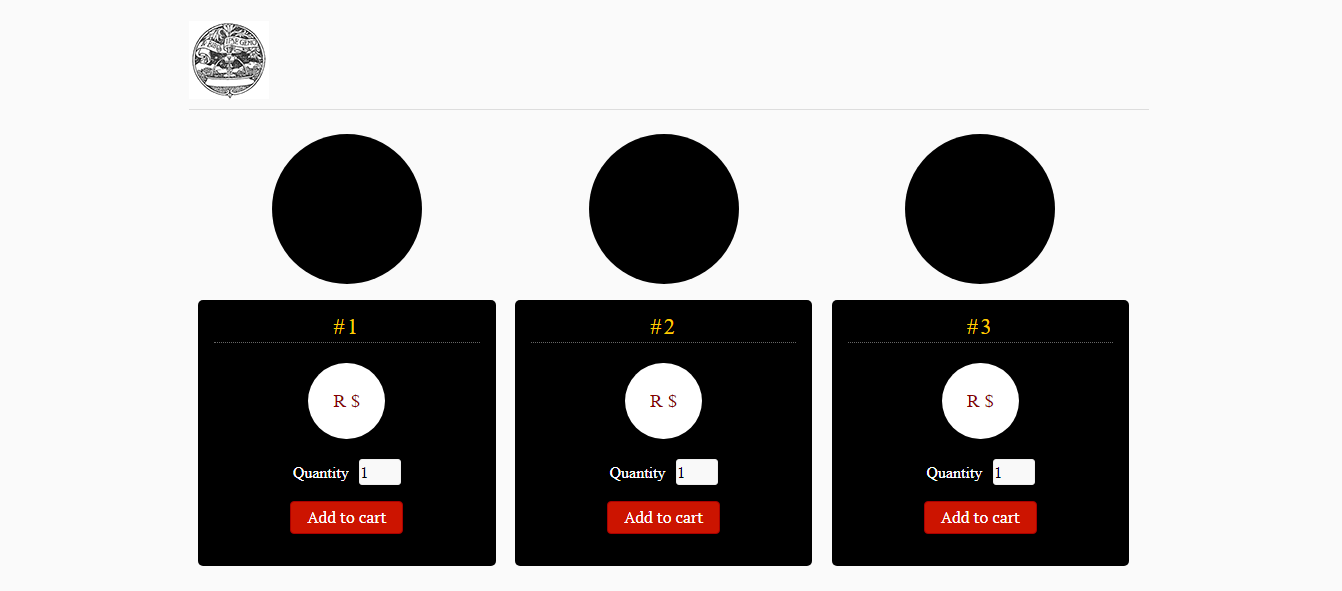 #1
R $
Quantity 1
Add to cart
#2
R $
Quantity 1
Add to cart
#3
R $
Quantity 1
Add to cart